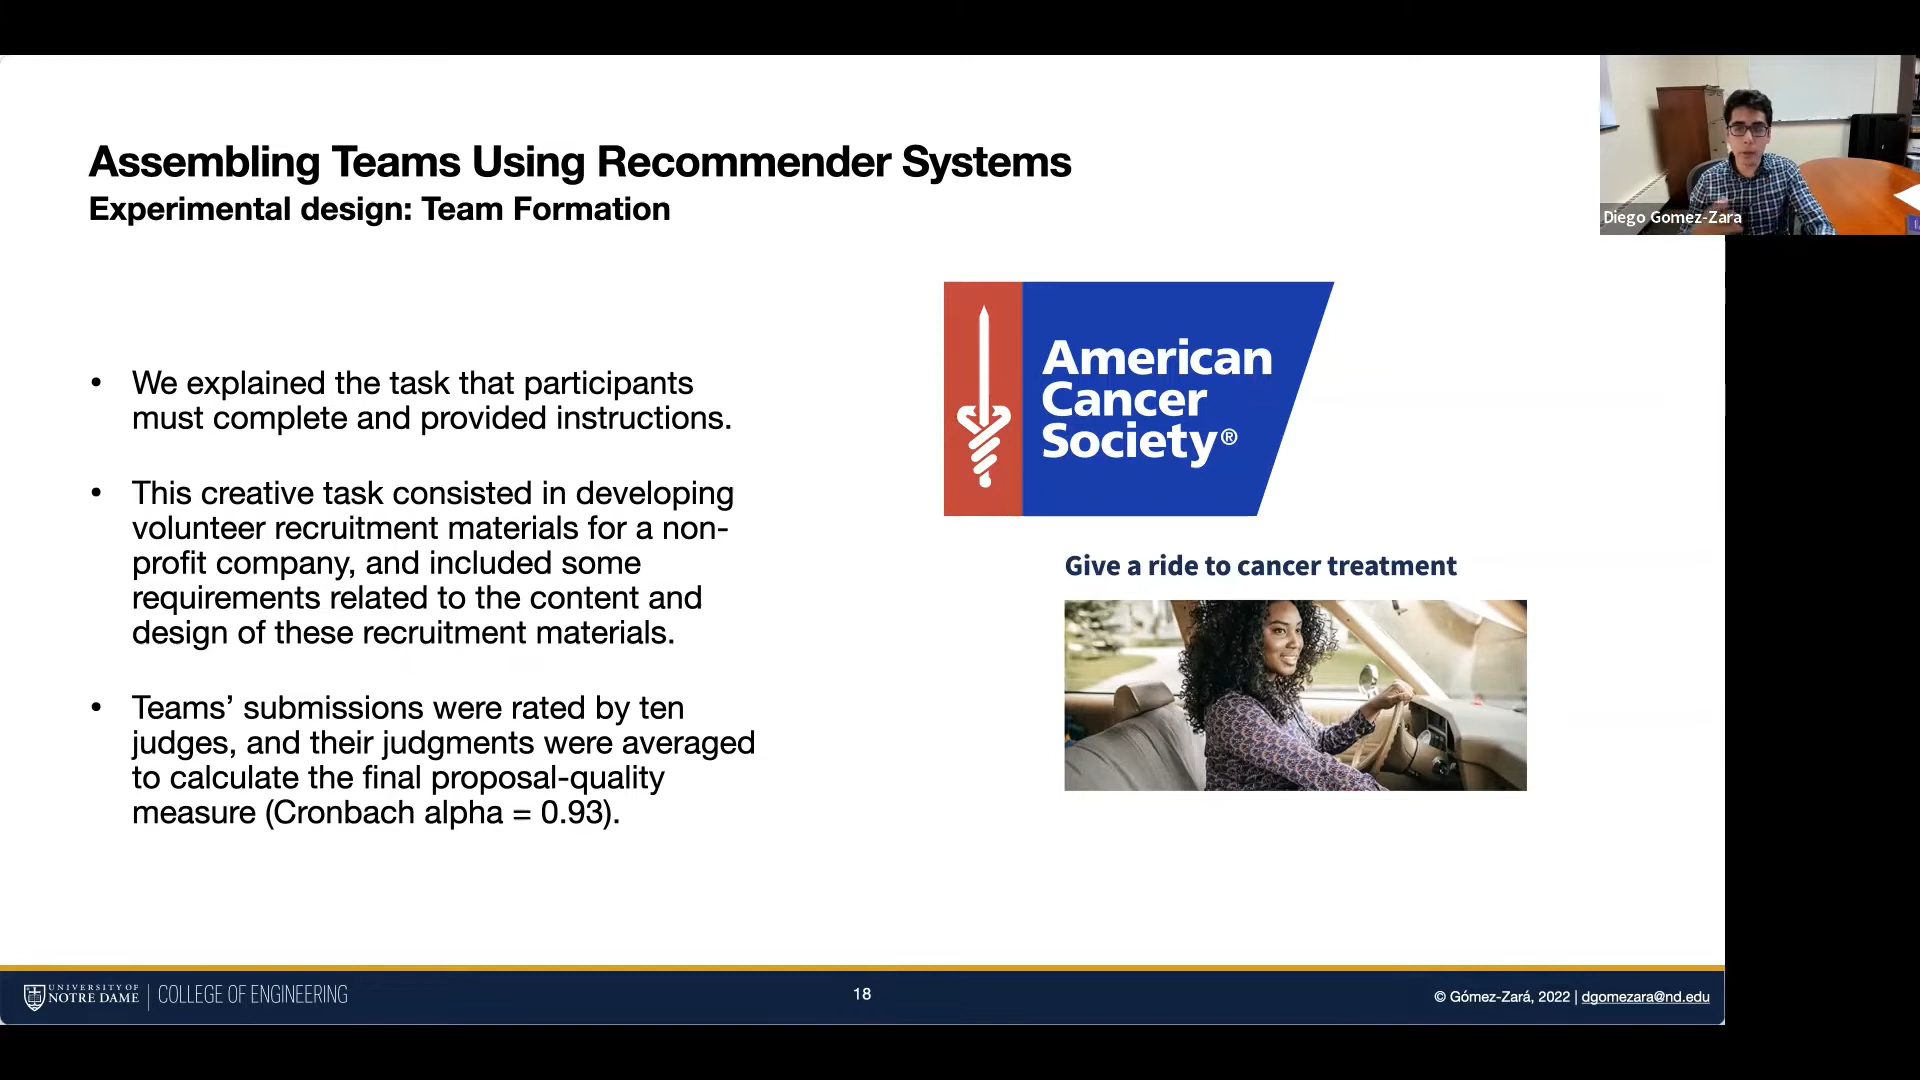 Assembling Teams Using Recommender Systems
Experimental design: Team Formation
Diego Gomez-Zara
• We explained the task that participants
must complete and provided instructions.
• This creative task consisted in developing
volunteer recruitment materials for a non-
profit company, and included some
requirements related to the content and
design of these recruitment materials.
• Teams’ submissions were rated by ten
judges, and their judgments were averaged
to calculate the final proposal-quality
measure (Cronbach alpha = 0.93).
American
Cancer
Society®
Give a ride to cancer treatment
UNIVERSITY OF
NOTRE DAME
COLLEGE OF ENGINEERING
18
© Gómez-Zará, 2022 | dgomezara@nd.edu